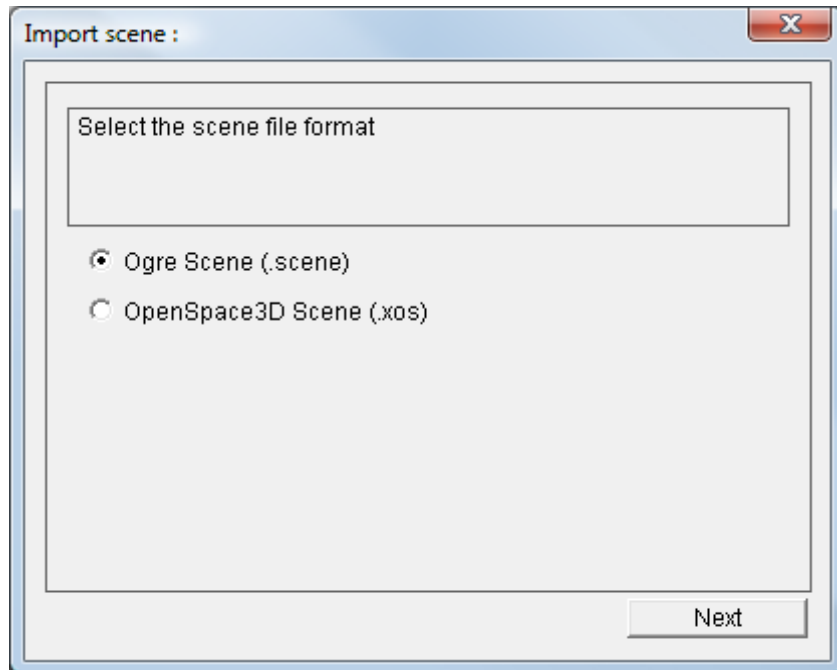 Import scene :
Select the scene file format
Ogre Scene (.scene)
OpenSpace3D Scene (.xos)
Next